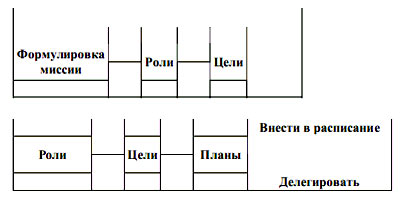 Формулировка
миссии
Роли
Цели
Роли
Цели
Планы
Внести в расписание
Делегировать